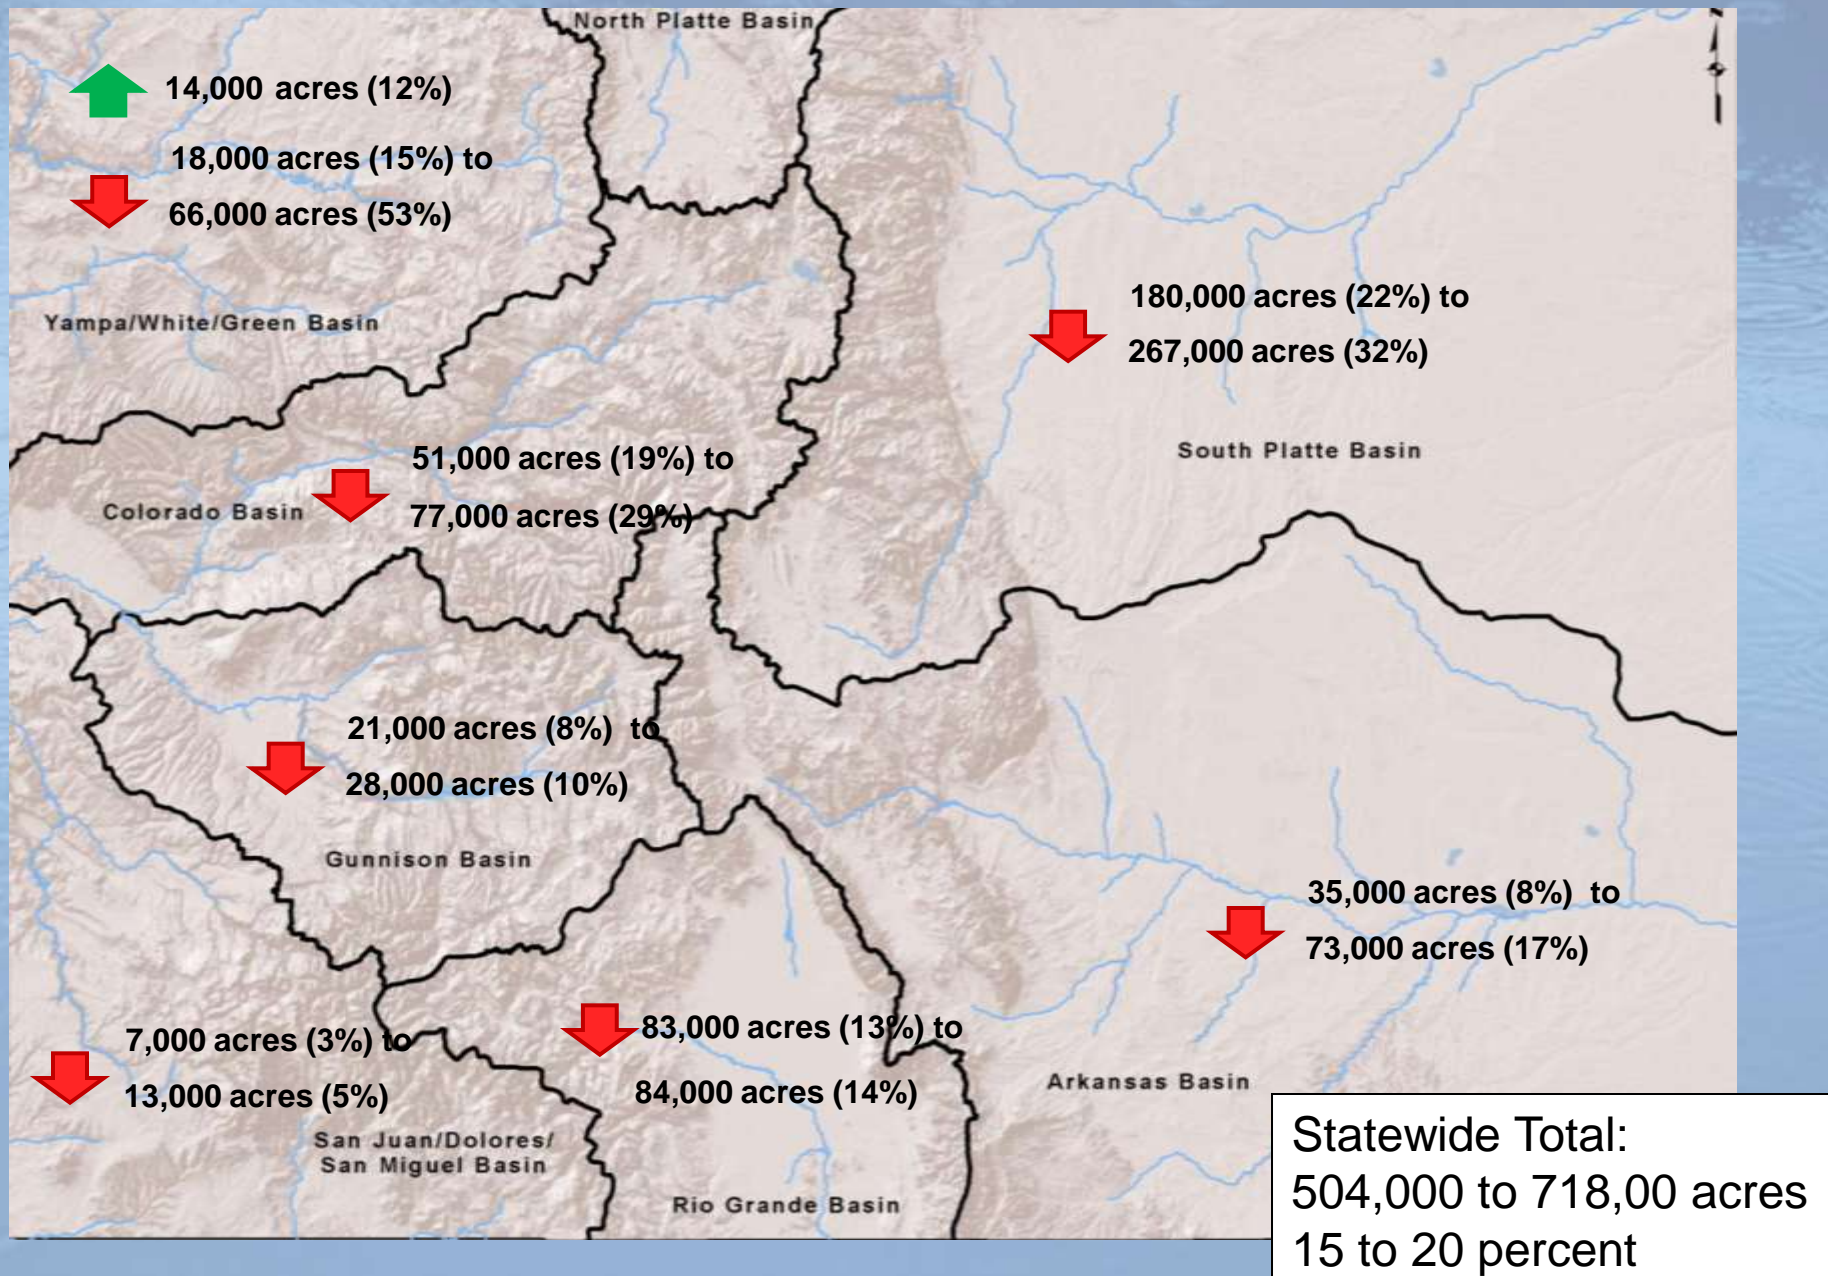 North Platte Basin
14,000 acres (12%)
18,000 acres (15%) to
66,000 acres (53%)
Yampa/White/Green Basin
180,000 acres (22%) to
267,000 acres (32%)
South Platte Basin
51,000 acres (19%) to
77,000 acres (29%)
Colorado Basin
21,000 acres (8%) to
28,000 acres (10%)
Gunnison Basin
35,000 acres (8%) to
73,000 acres (17%)
Arkansas Basin
7,000 acres (3%) to
13,000 acres (5%)
San Juan/Dolores/
San Miguel Basin
83,000 acres (13%) to
84,000 acres (14%)
Rio Grande Basin
Statewide Total:
504,000 to 718,00 acres
15 to 20 percent